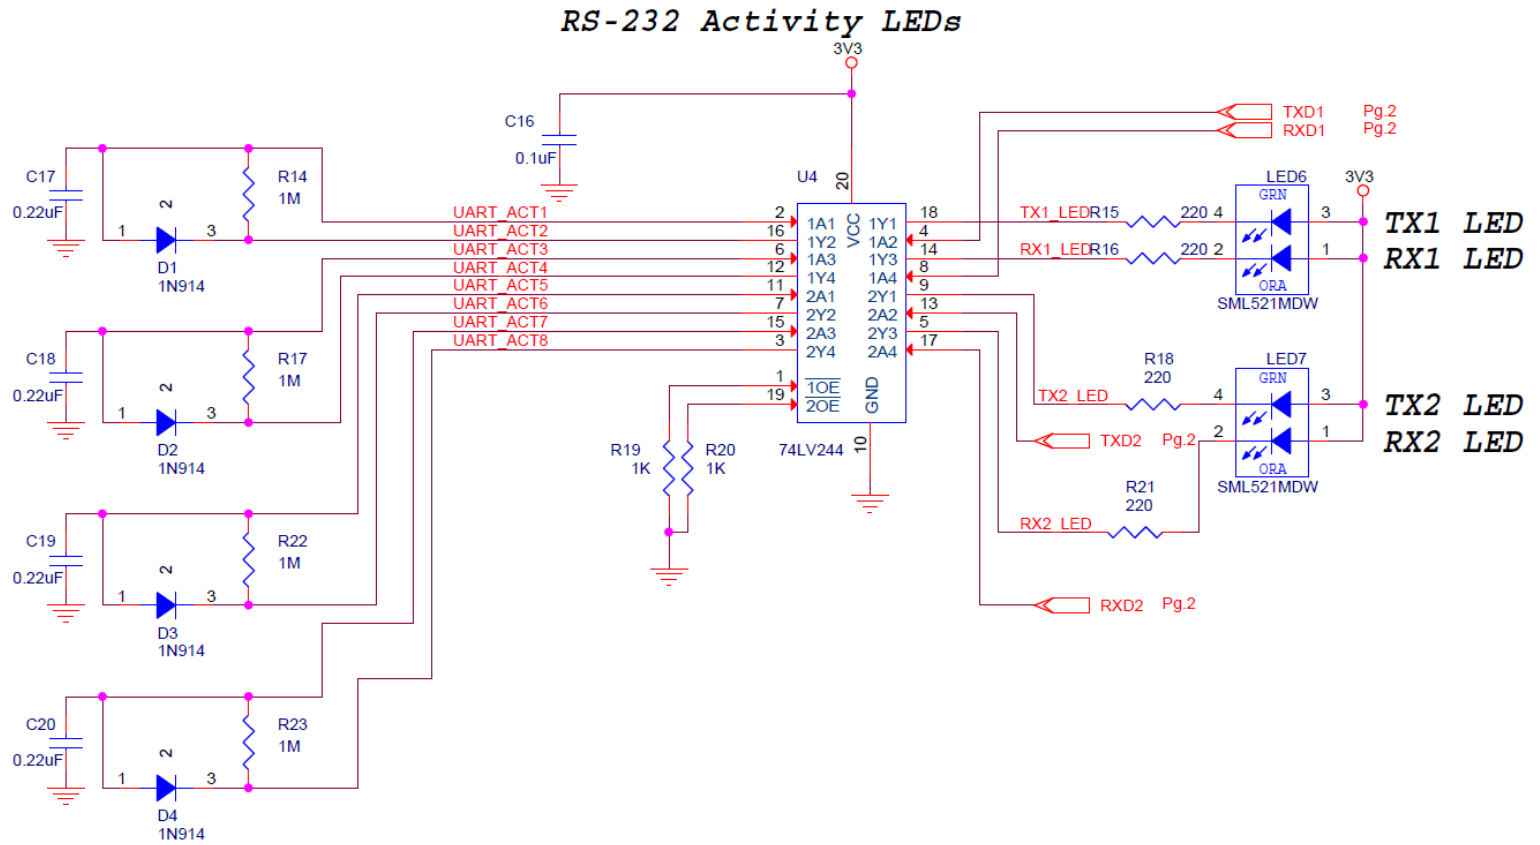 RS-232 Activity LEDs
3V3
C16
0.1uF
TXD1 Pg.2
RXD1 Pg.2
C17
0.22uF
R14
1M
1 2 3
D1
1N914
C18
0.22uF
R17
1M
1 2 3
D2
1N914
C19
0.22uF
R22
1M
1 2 3
D3
1N914
C20
0.22uF
R23
1M
1 2 3
D4
1N914
UART_ACT1
UART_ACT2
UART_ACT3
UART_ACT4
UART_ACT5
UART_ACT6
UART_ACT7
UART_ACT8
U4
20
VCC
2 1A1 1Y1 18
16 1Y2 1A2 4
6 1A3 1Y3 14
12 1Y4 1A4 8
11 2A1 2Y1 9
7 2Y2 2A2 13
15 2A3 2Y3 5
3 2Y4 2A4 17
1 1OE
19 2OE
GND
10
74LV244
R19
1K
R20
1K
TX1_LED R15 220 4
RX1_LED R16 220 2
LED6
GRN
ORA
SML521MDW
3
1
3V3
TX1 LED
RX1 LED
R18
220
TX2_LED
4
2
LED7
GRN
ORA
SML521MDW
3
1
TX2 LED
RX2 LED
TXD2 Pg.2
R21
220
RX2_LED
RXD2 Pg.2